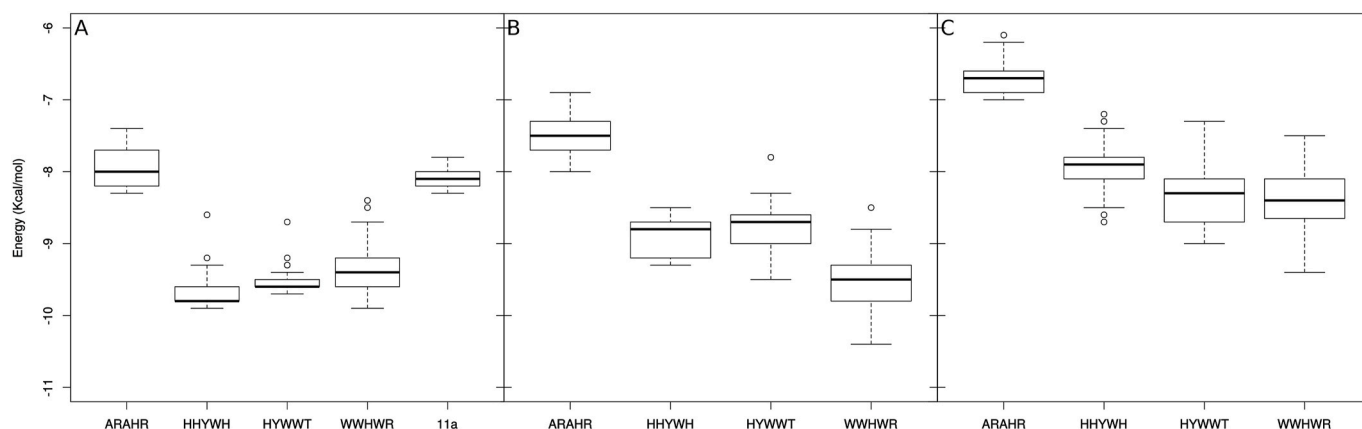 A
B
C
Energy (Kcal/mol)
-6
-7
-8
-9
-10
-11
ARAHR HHYWH HYWWT WWHWR 11a
ARAHR HHYWH HYWWT WWHWR
ARAHR HHYWH HYWWT WWHWR